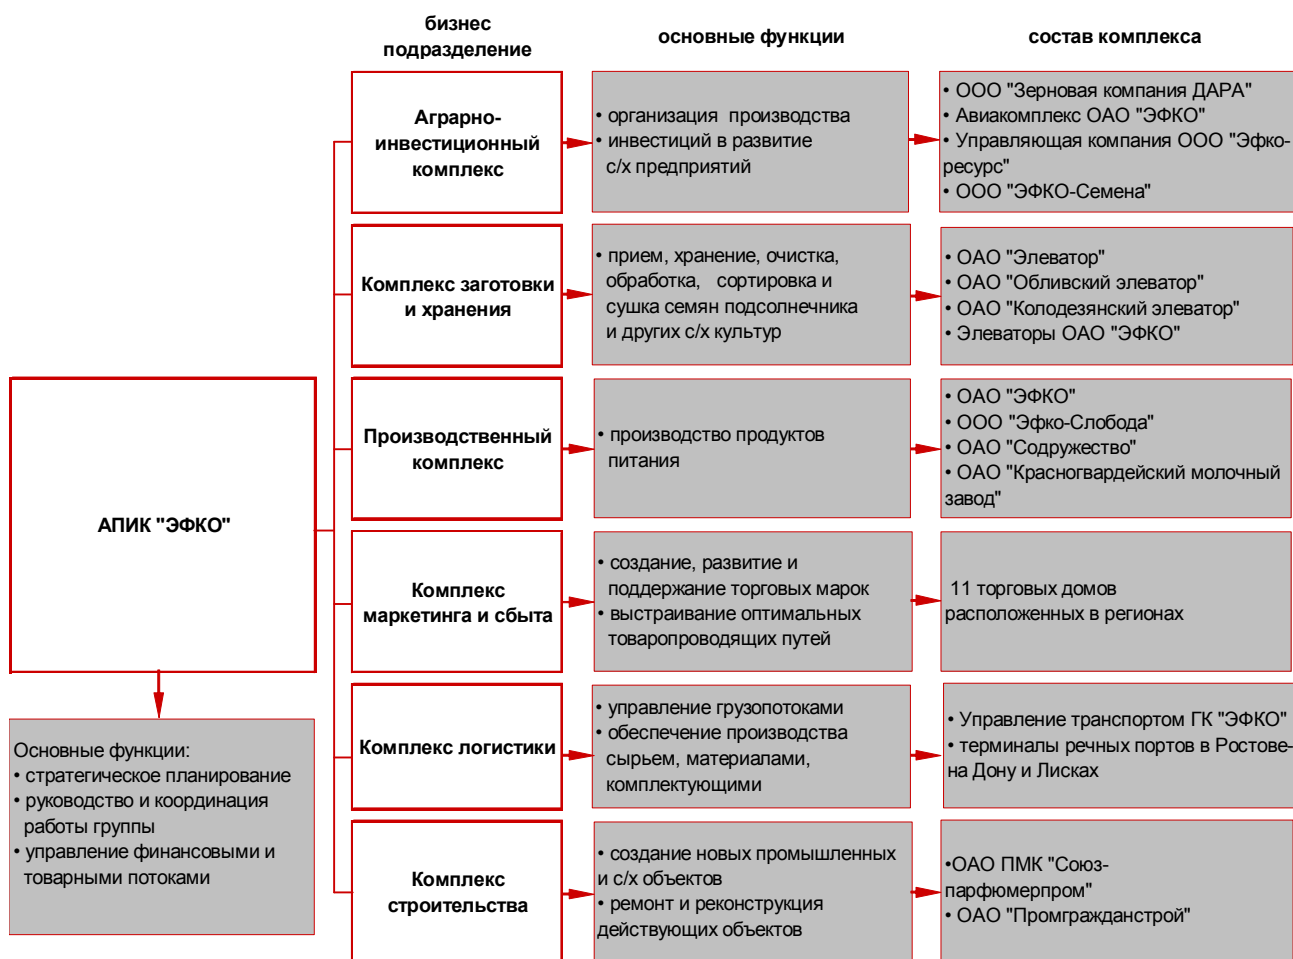 бизнес
подразделение
основные функции
состав комплекса
Аграрно-
инвестиционный
комплекс
• организация производства
• инвестиций в развитие
с/х предприятий
• ООО "Зерновая компания ДАРА"
• Авиакомплекс ОАО "ЭФКО"
• Управляющая компания ООО "Эфко-
ресурс"
• ООО "ЭФКО-Семена"
Комплекс заготовки
и хранения
• прием, хранение, очистка,
обработка, сортировка и
сушка семян подсолнечника
и других с/х культур
• ОАО "Элеватор"
• ОАО "Обливский элеватор"
• ОАО "Колодезянский элеватор"
• Элеваторы ОАО "ЭФКО"
Производственный
комплекс
• производство продуктов
питания
• ОАО "ЭФКО"
• ООО "Эфко-Слобода"
• ОАО "Содружество"
• ОАО "Красногвардейский молочный
завод"
АПИК "ЭФКО"
Комплекс
маркетинга и сбыта
• создание, развитие и
поддержание торговых марок
• выстраивание оптимальных
товаропроводящих путей
11 торговых домов
расположенных в регионах
Комплекс логистики
• управление грузопотоками
• обеспечение производства
сырьем, материалами,
комплектующими
• Управление транспортом ГК "ЭФКО"
• терминалы речных портов в Ростове-
на Дону и Лисках
Основные функции:
• стратегическое планирование
• руководство и координация
работы группы
• управление финансовыми и
товарными потоками
Комплекс
строительства
• создание новых промышленных
и с/х объектов
• ремонт и реконструкция
действующих объектов
•ОАО ПМК "Союз-
парфюмерпром"
• ОАО "Промгражданстрой"